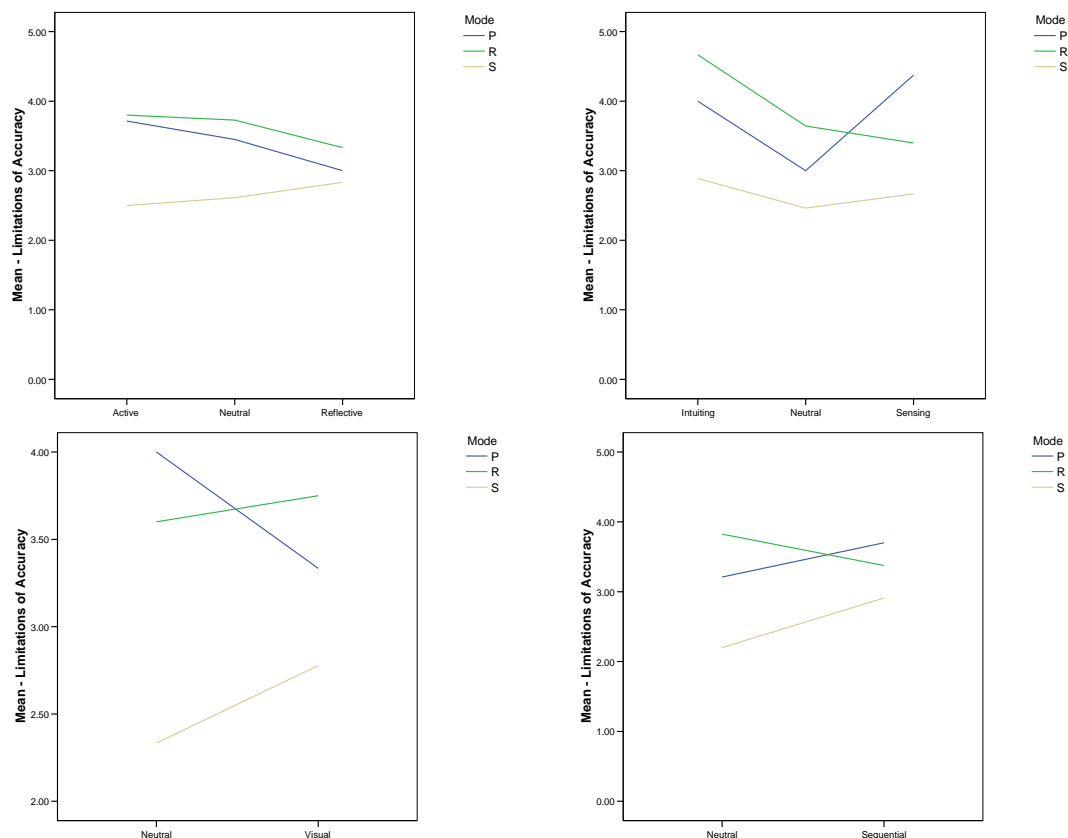 Mode
P
R
S
5.00
4.00
3.00
2.00
1.00
0.00
Mean - Limitations of Accuracy
Active Neutral Reflective
Mode
P
R
S
5.00
4.00
3.00
2.00
1.00
0.00
Mean - Limitations of Accuracy
Intuiting Neutral Sensing
Mode
P
R
S
4.00
3.50
3.00
2.50
2.00
Mean - Limitations of Accuracy
Neutral Visual
Mode
P
R
S
5.00
4.00
3.00
2.00
1.00
0.00
Mean - Limitations of Accuracy
Neutral Sequential